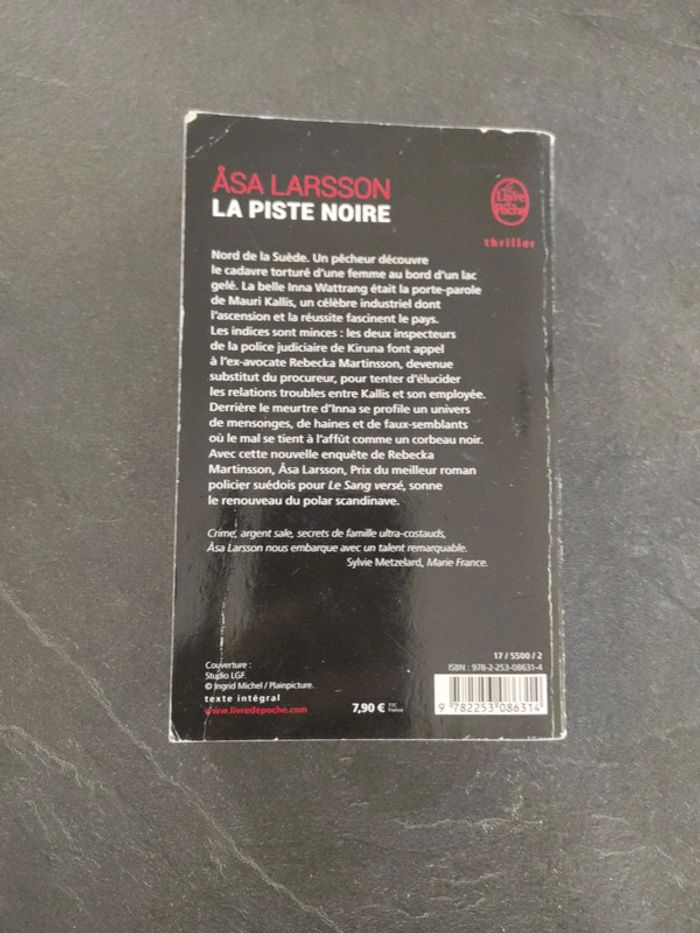 ÅSA LARSSON
LA PISTE NOIRE
Le
Livre
de
Poche
thriller
Nord de la Suède. Un pêcheur découvre
le cadavre torturé d'une femme au bord d'un lac
gelé. La belle Inna Wattrang était la porte-parole
de Mauri Kallis, un célèbre industriel dont
l'ascension et la réussite fascinent le pays.
Les indices sont minces : les deux inspecteurs
de la police judiciaire de Kiruna font appel
à l'ex-avocate Rebecka Martinsson, devenue
substitut du procureur, pour tenter d'élucider
les relations troubles entre Kallis et son employée.
Derrière le meurtre d'Inna se profile un univers
de mensonges, de haines et de faux-semblants
où le mal se tient à l'affût comme un corbeau noir.
Avec cette nouvelle enquête de Rebecka
Martinsson, Åsa Larsson, Prix du meilleur roman
policier suédois pour Le Sang versé, sonne
le renouveau du polar scandinave.
Crime, argent sale, secrets de famille ultra-costauds,
Åsa Larsson nous embarque avec un talent remarquable.
Sylvie Metzelard, Marie France.
Couverture :
Studio LGF.
© Ingrid Michel / Plainpicture.
texte intégral
www.livredepoche.com
7,90 € TTC
France
17 / 5500 / 2
ISBN : 978-2-253-08631-4
9 782253 086314